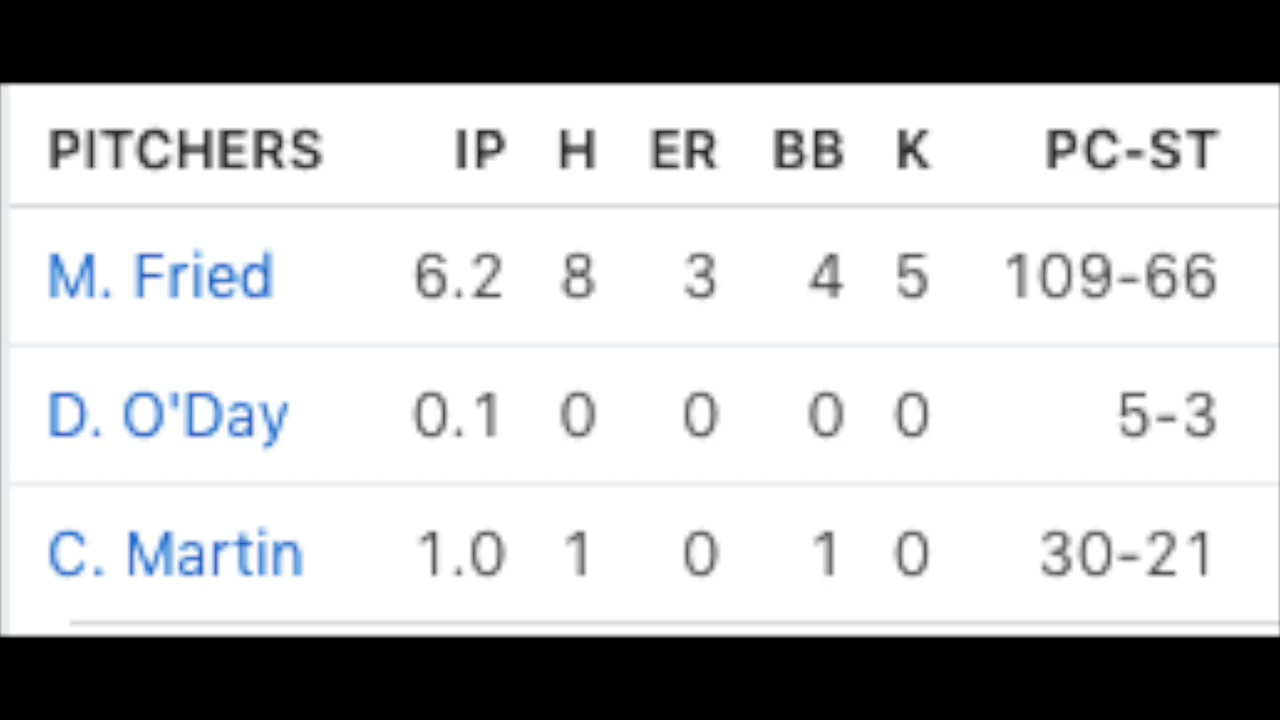 PITCHERS IP H ER BB K PC-ST
M. Fried 6.2 8 3 4 5 109-66
D. O'Day 0.1 0 0 0 0 5-3
C. Martin 1.0 1 0 1 0 30-21